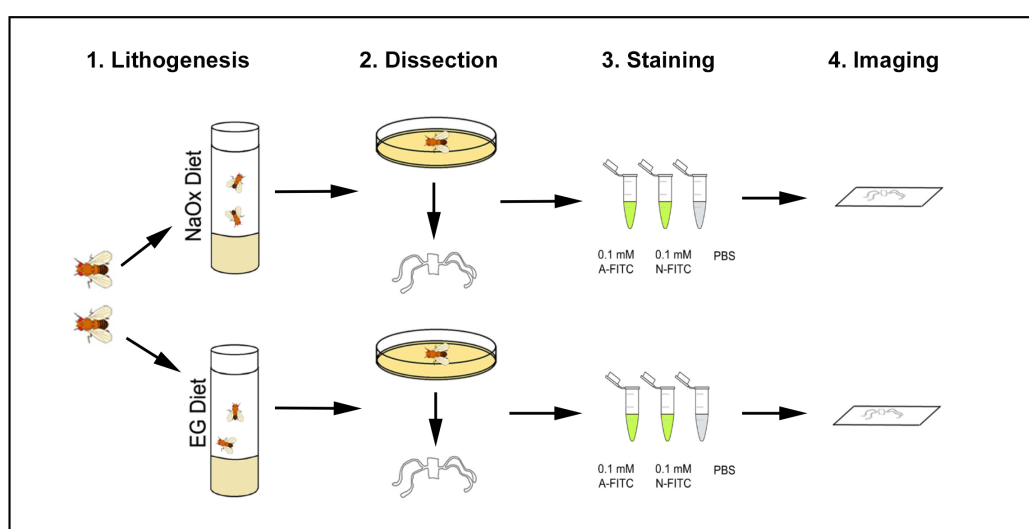 1. Lithogenesis
2. Dissection
3. Staining
4. Imaging
NaOx Diet
0.1 mM
A-FITC
0.1 mM
N-FITC
PBS
EG Diet
0.1 mM
A-FITC
0.1 mM
N-FITC
PBS